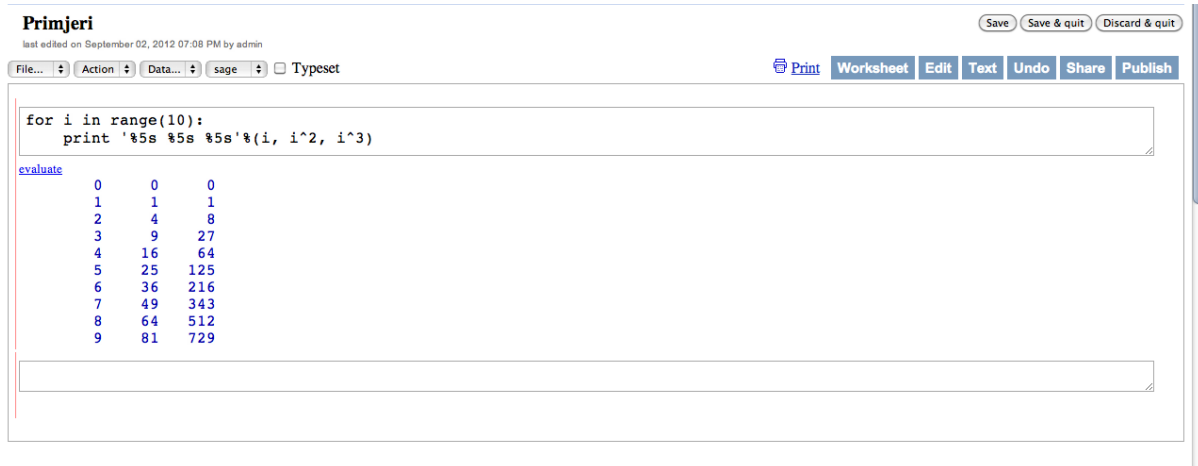 Primjeri
Save Save & quit Discard & quit
last edited on September 02, 2012 07:08 PM by admin
File... Action Data... sage Typeset Print Worksheet Edit Text Undo Share Publish
for i in range(10):
    print '%5s %5s %5s'%(i, i^2, i^3)
evaluate
0 0 0
1 1 1
2 4 8
3 9 27
4 16 64
5 25 125
6 36 216
7 49 343
8 64 512
9 81 729